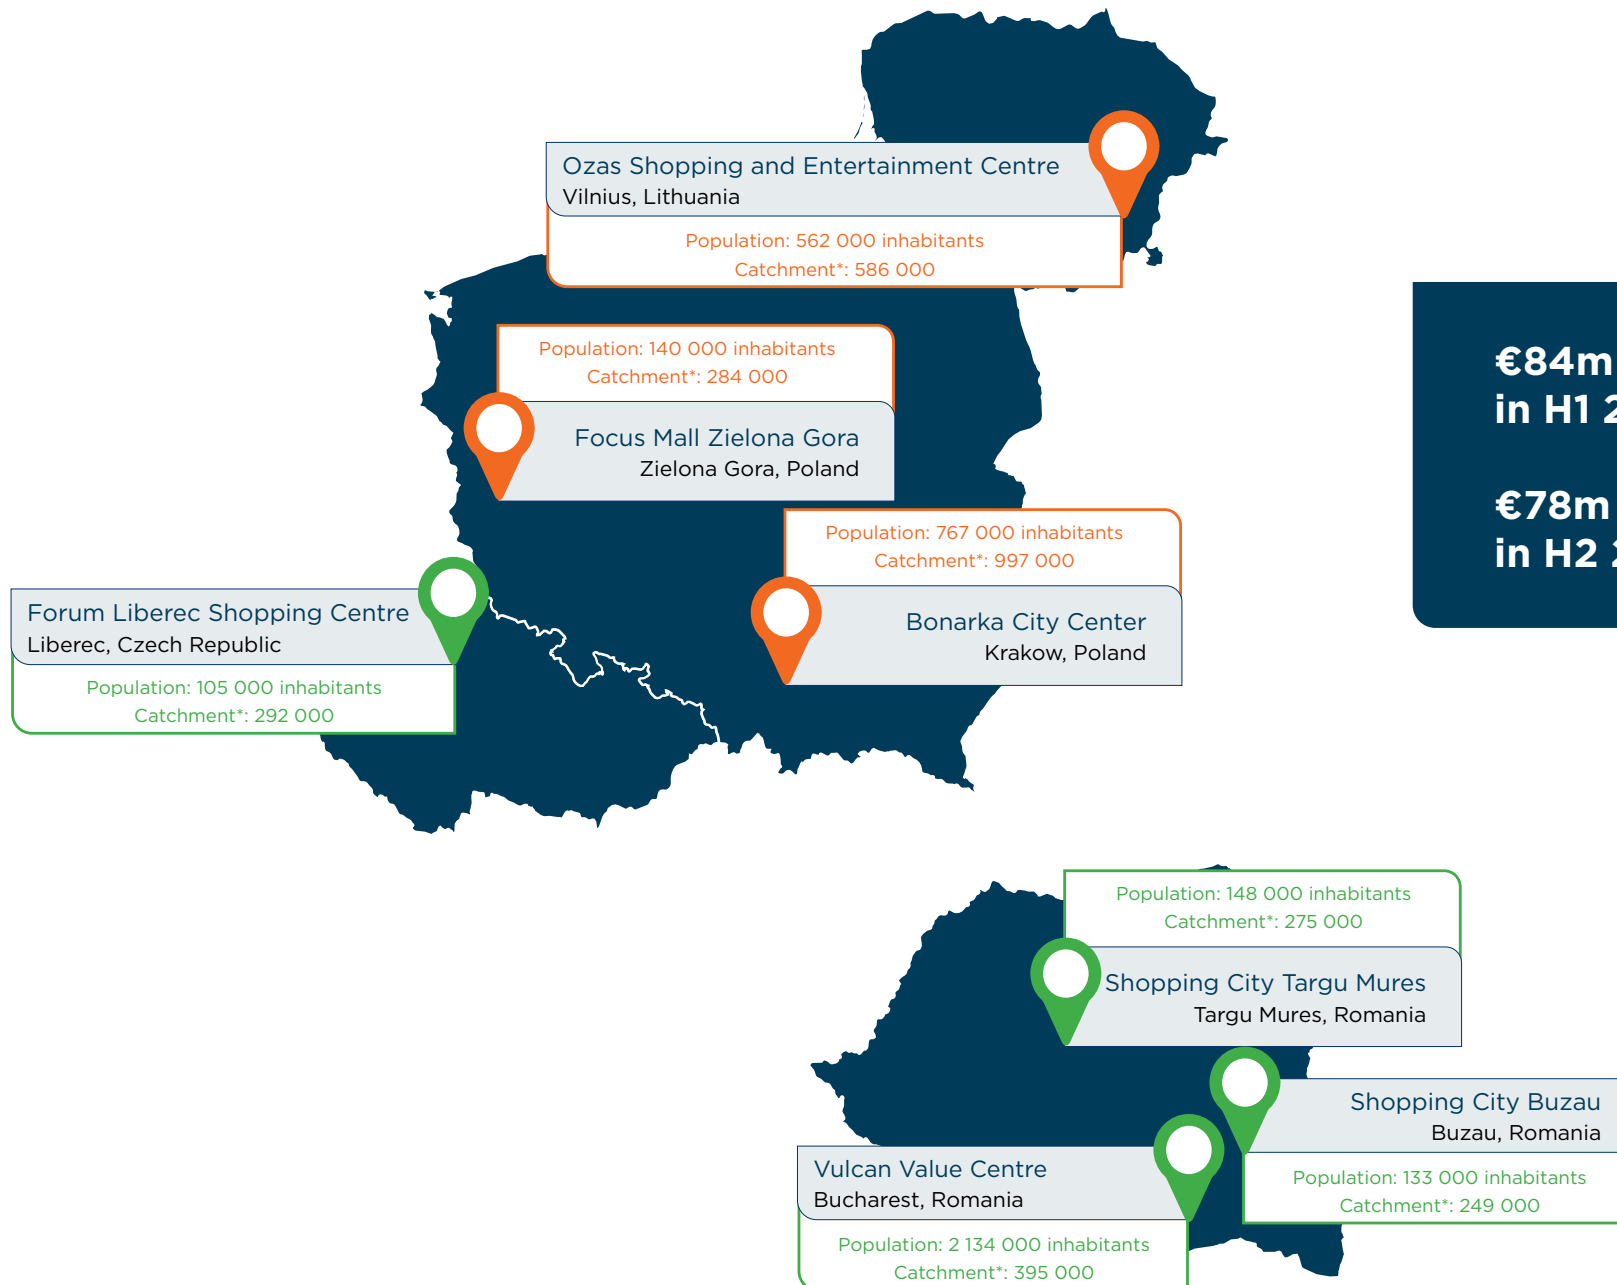 Ozas Shopping and Entertainment Centre
Vilnius, Lithuania
Population: 562 000 inhabitants
Catchment*: 586 000
Population: 140 000 inhabitants
Catchment*: 284 000
Focus Mall Zielona Gora
Zielona Gora, Poland
€84m
in H1 2
€78m
in H2
Population: 767 000 inhabitants
Catchment*: 997 000
Bonarka City Center
Krakow, Poland
Forum Liberec Shopping Centre
Liberec, Czech Republic
Population: 105 000 inhabitants
Catchment*: 292 000
Population: 148 000 inhabitants
Catchment*: 275 000
Shopping City Targu Mures
Targu Mures, Romania
Shopping City Buzau
Buzau, Romania
Population: 133 000 inhabitants
Catchment*: 249 000
Vulcan Value Centre
Bucharest, Romania
Population: 2 134 000 inhabitants
Catchment*: 395 000